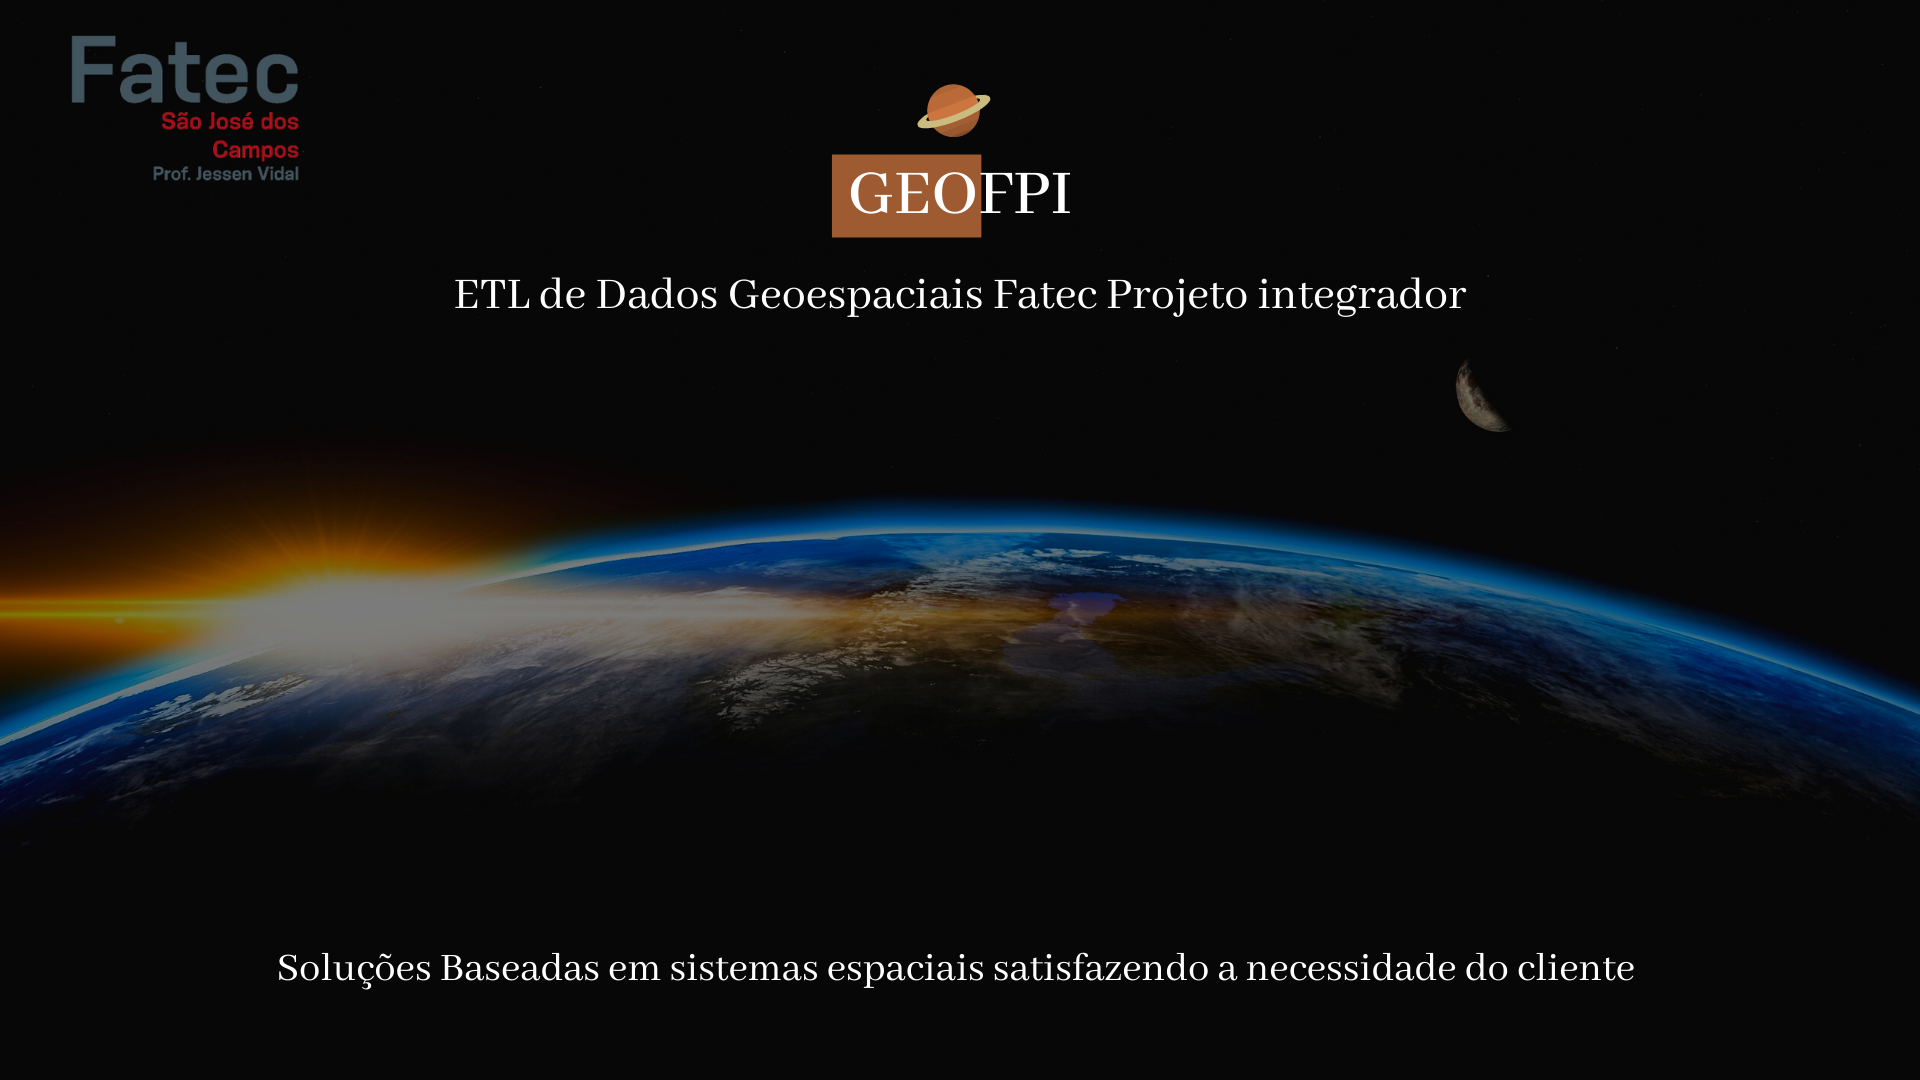 Fatec
São José dos
Campos
Prof. Jessen Vidal
GEOFPI
ETL de Dados Geoespaciais Fatec Projeto integrador
Soluções Baseadas em sistemas espaciais satisfazendo a necessidade do cliente